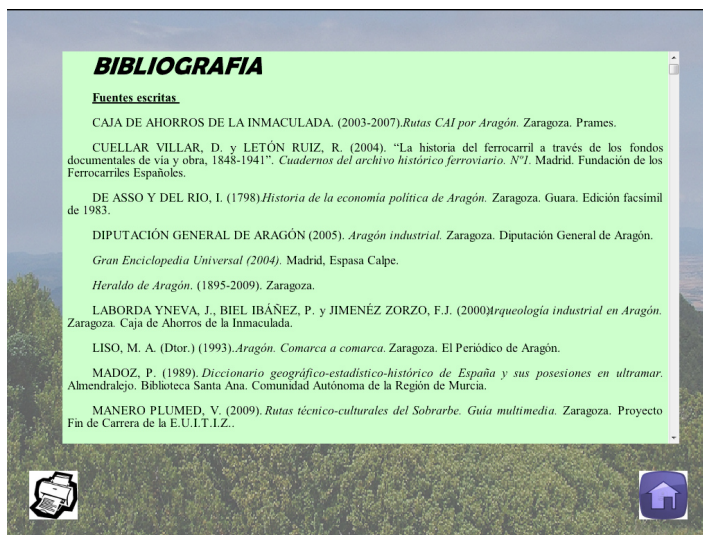 BIBLIOGRAFIA
Fuentes escritas
CAJA DE AHORROS DE LA INMACULADA. (2003-2007).Rutas CAI por Aragón. Zaragoza. Prames.
CUELLAR VILLAR, D. y LETÓN RUIZ, R. (2004). “La historia del ferrocarril a través de los fondos
documentales de vía y obra, 1848-1941”. Cuadernos del archivo histórico ferroviario. Nº1. Madrid. Fundación de los
Ferrocarriles Españoles.
DE ASSO Y DEL RIO, I. (1798).Historia de la economía política de Aragón. Zaragoza. Guara. Edición facsímil
de 1983.
DIPUTACIÓN GENERAL DE ARAGÓN (2005). Aragón industrial. Zaragoza. Diputación General de Aragón.
Gran Enciclopedia Universal (2004). Madrid, Espasa Calpe.
Heraldo de Aragón. (1895-2009). Zaragoza.
LABORDA YNEVA, J., BIEL IBÁÑEZ, P. y JIMENÉZ ZORZO, F.J. (2000)Arqueología industrial en Aragón.
Zaragoza. Caja de Ahorros de la Inmaculada.
LISO, M. A. (Dtor.) (1993).Aragón. Comarca a comarca. Zaragoza. El Periódico de Aragón.
MADOZ, P. (1989). Diccionario geográfico-estadístico-histórico de España y sus posesiones en ultramar.
Almendralejo. Biblioteca Santa Ana. Comunidad Autónoma de la Región de Murcia.
MANERO PLUMED, V. (2009). Rutas técnico-culturales del Sobrarbe. Guía multimedia. Zaragoza. Proyecto
Fin de Carrera de la E.U.I.T.I.Z..